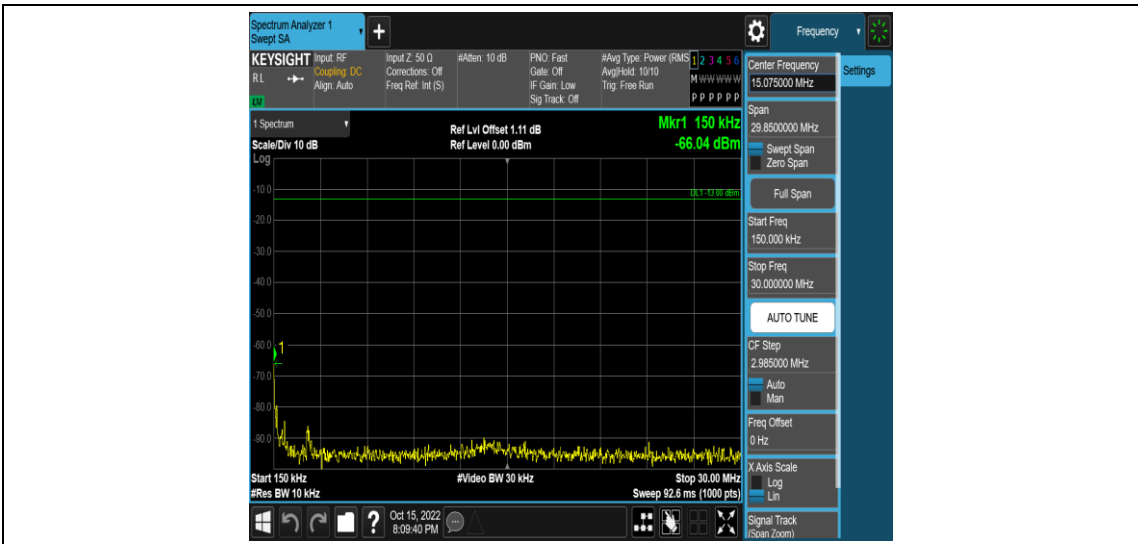 Spectrum Analyzer 1
Swept SA
+
Frequency
KEYSIGHT
RL
LXI
Input: RF
Coupling: DC
Align: Auto
Input Z: 50 Ω
Corrections: Off
Freq Ref: Int (S)
#Atten: 10 dB
PNO: Fast
Gate: Off
IF Gain: Low
Sig Track: Off
#Avg Type: Power (RMS
Avg|Hold: 10/10
Trig: Free Run
1 2 3 4 5 6
M W W W W W
P P P P P P
Center Frequency
15.075000 MHz
Settings
Span
29.8500000 MHz
Swept Span
Zero Span
Full Span
Start Freq
150.000 kHz
Stop Freq
30.000000 MHz
AUTO TUNE
CF Step
2.985000 MHz
Auto
Man
Freq Offset
0 Hz
X Axis Scale
Log
Lin
Signal Track
(Span Zoom)
1 Spectrum
Scale/Div 10 dB
Log
Ref Lvl Offset 1.11 dB
Ref Level 0.00 dBm
Mkr1 150 kHz
-66.04 dBm
DL1 -13.00 dBm
-10.0
-20.0
-30.0
-40.0
-50.0
-60.0
1
-70.0
-80.0
-90.0
Start 150 kHz
#Res BW 10 kHz
#Video BW 30 kHz
Stop 30.00 MHz
Sweep 92.6 ms (1000 pts)
?
Oct 15, 2022
8:09:40 PM